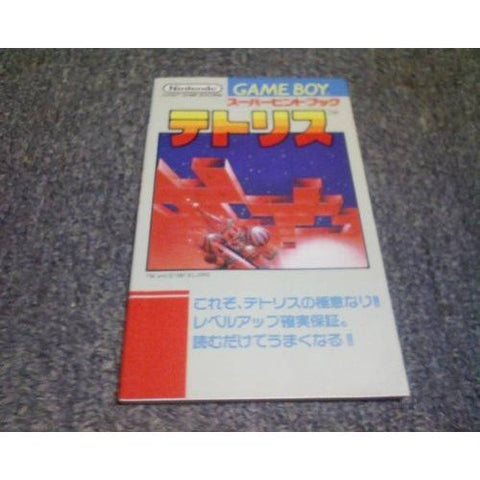 Nintendo
GAME BOY
スーパーヒントブック
テトリス
これぞ、テトリスの極意なり!!
レベルアップ確実保証。
読むだけでうまくなる!!